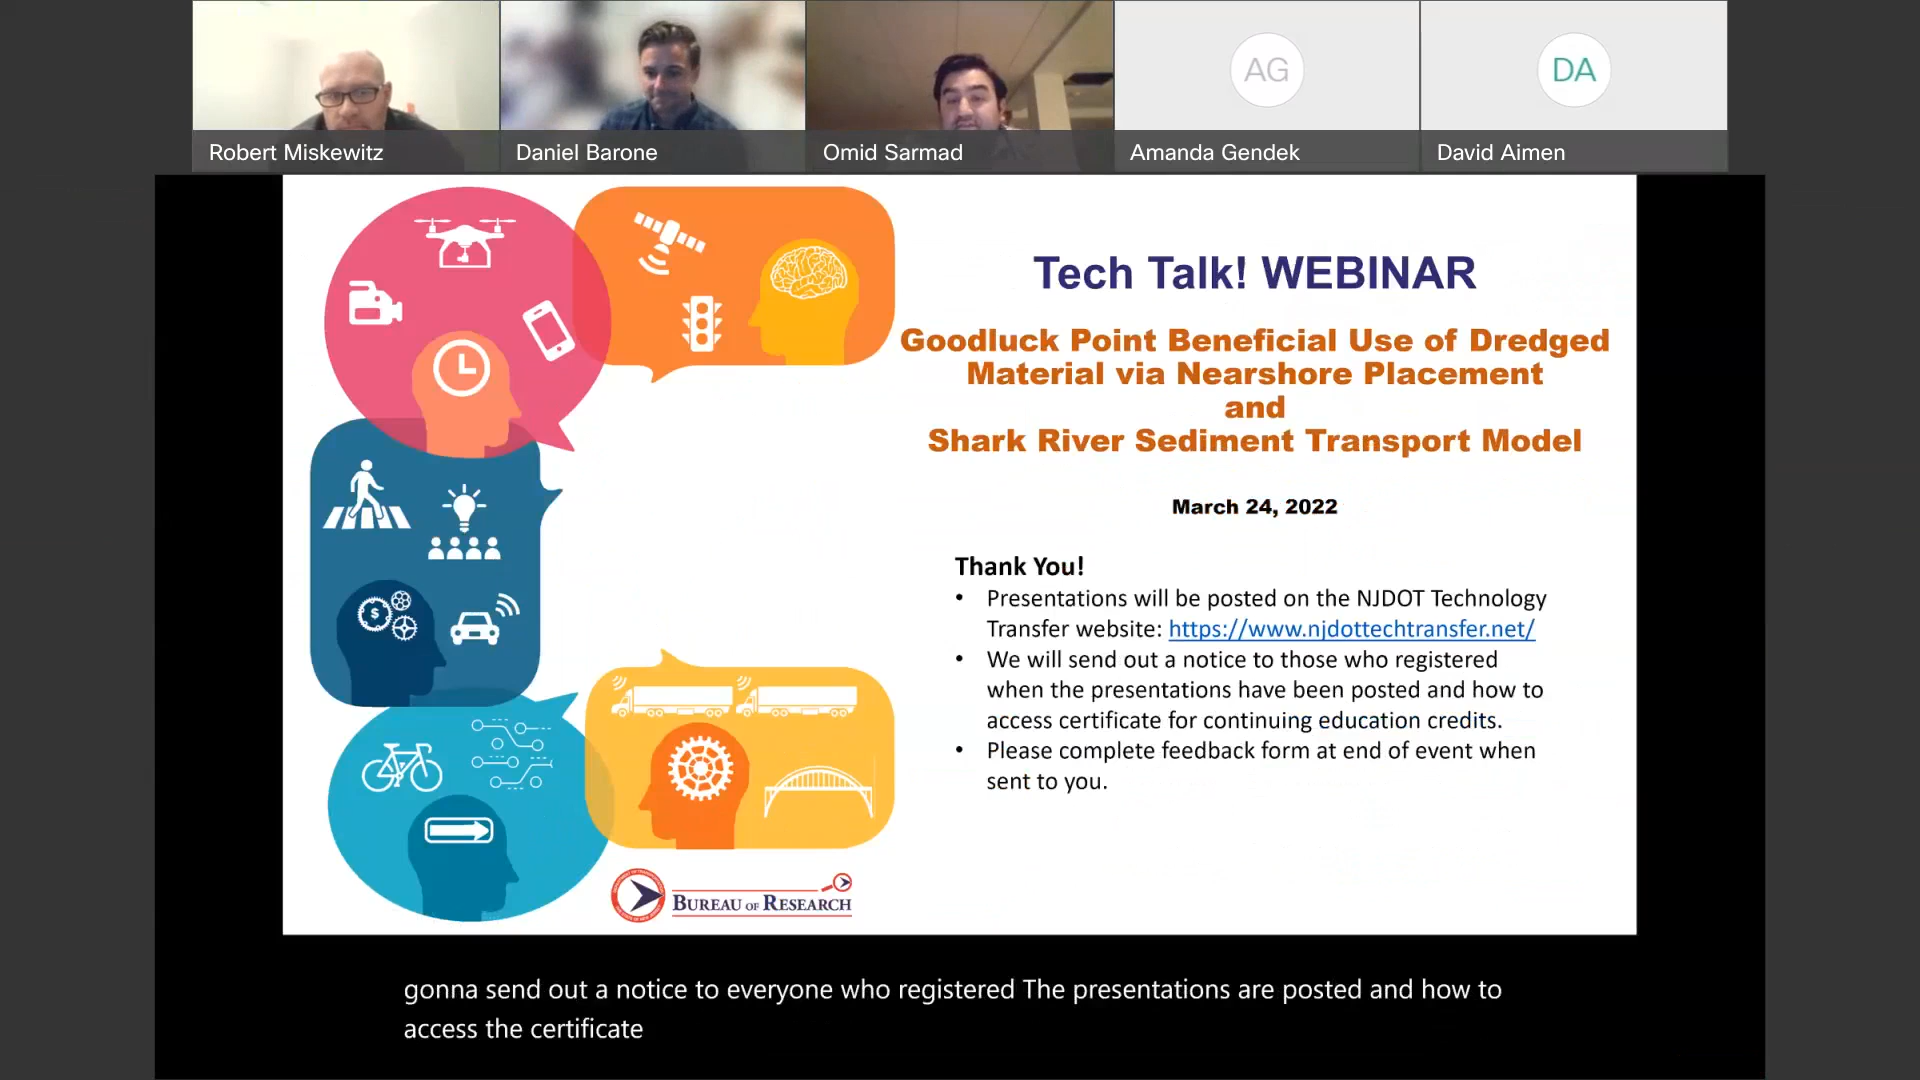 AG
DA
Robert Miskewitz
Daniel Barone
Omid Sarmad
Amanda Gendek
David Aimen
Tech Talk! WEBINAR
Goodluck Point Beneficial Use of Dredged
Material via Nearshore Placement
and
Shark River Sediment Transport Model
March 24, 2022
Thank You!
• Presentations will be posted on the NJDOT Technology
Transfer website: https://www.njdottechtransfer.net/
• We will send out a notice to those who registered
when the presentations have been posted and how to
access certificate for continuing education credits.
• Please complete feedback form at end of event when
sent to you.
$
BUREAU OF RESEARCH
gonna send out a notice to everyone who registered The presentations are posted and how to
access the certificate